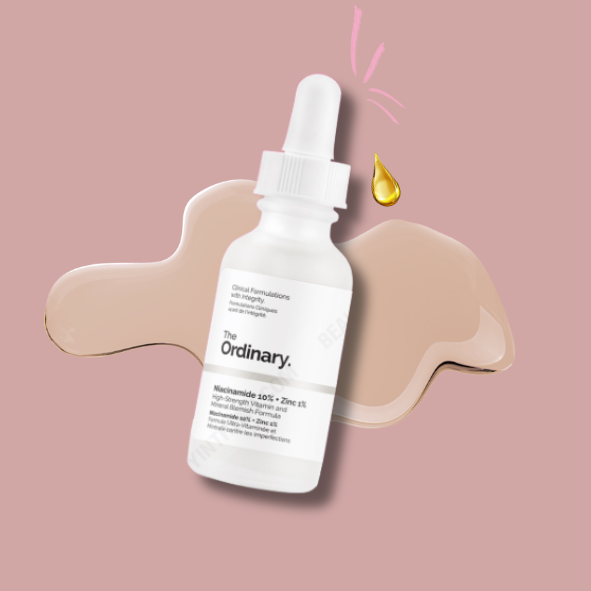 Clinical Formulations
with Integrity.
Formulations Cliniques
avec de l'Intégrité.
The
Ordinary.
Niacinamide 10% + Zinc 1%
High-Strength Vitamin and
Mineral Blemish Formula
Niacinamide 10% + Zinc 1%
Formule Ultra-Vitaminée et
Minérale contre les Imperfections